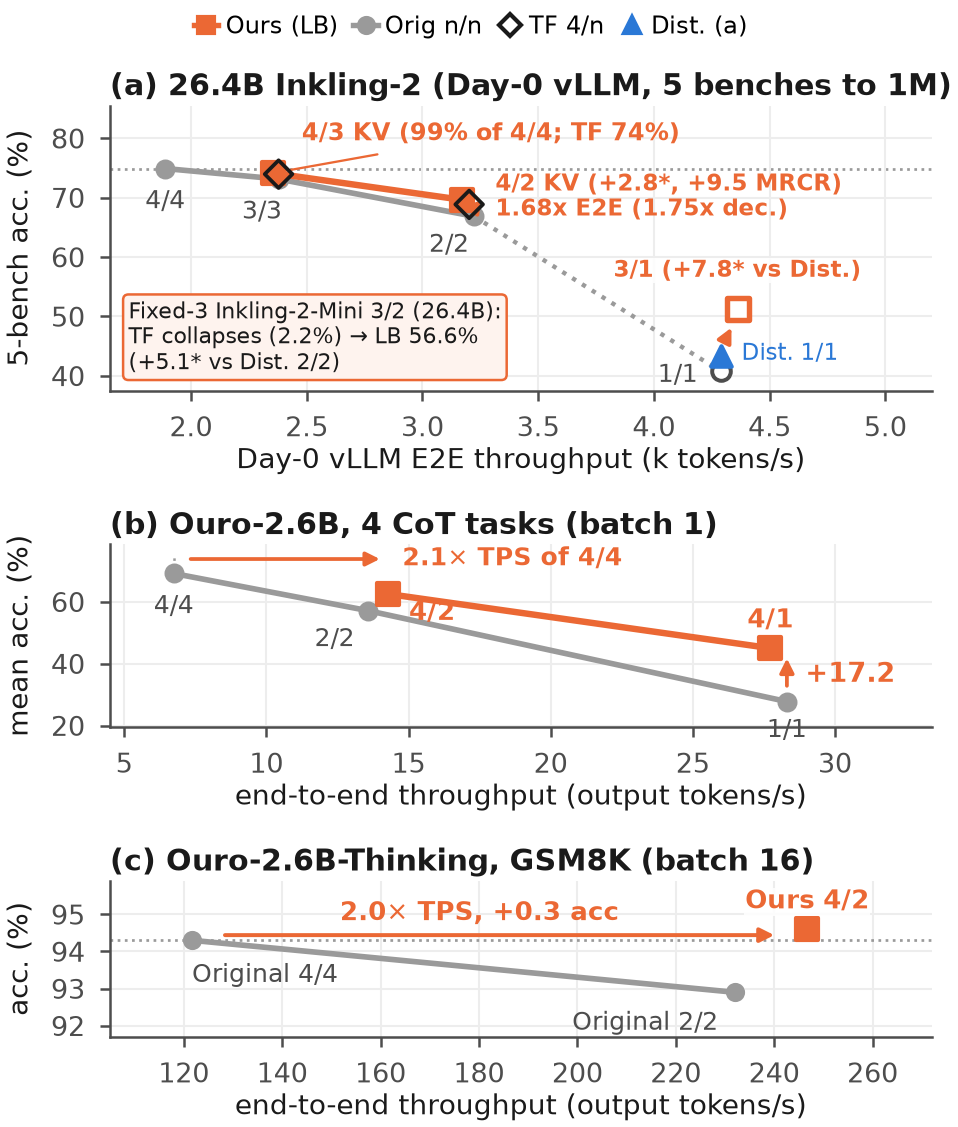 Ours (LB) Orig n/n TF 4/n Dist. (a)
(a) 26.4B Inkling-2 (Day-0 vLLM, 5 benches to 1M)
5-bench acc. (%)
80
70
60
50
40
4/3 KV (99% of 4/4; TF 74%)
4/4
3/3
2/2
4/2 KV (+2.8*, +9.5 MRCR)
1.68x E2E (1.75x dec.)
3/1 (+7.8* vs Dist.)
Dist. 1/1
1/1
Fixed-3 Inkling-2-Mini 3/2 (26.4B):
TF collapses (2.2%) → LB 56.6%
(+5.1* vs Dist. 2/2)
2.0 2.5 3.0 3.5 4.0 4.5 5.0
Day-0 vLLM E2E throughput (k tokens/s)
(b) Ouro-2.6B, 4 CoT tasks (batch 1)
mean acc. (%)
60
40
20
2.1× TPS of 4/4
4/4
2/2
4/2
4/1
+17.2
1/1
5 10 15 20 25 30
end-to-end throughput (output tokens/s)
(c) Ouro-2.6B-Thinking, GSM8K (batch 16)
acc. (%)
95
94
93
92
2.0× TPS, +0.3 acc
Ours 4/2
Original 4/4
Original 2/2
120 140 160 180 200 220 240 260
end-to-end throughput (output tokens/s)